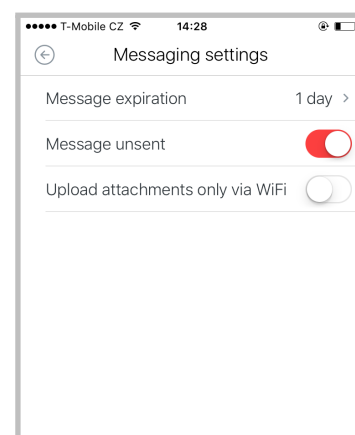 T-Mobile CZ 14:28
Messaging settings
Message expiration 1 day
Message unsent
Upload attachments only via WiFi